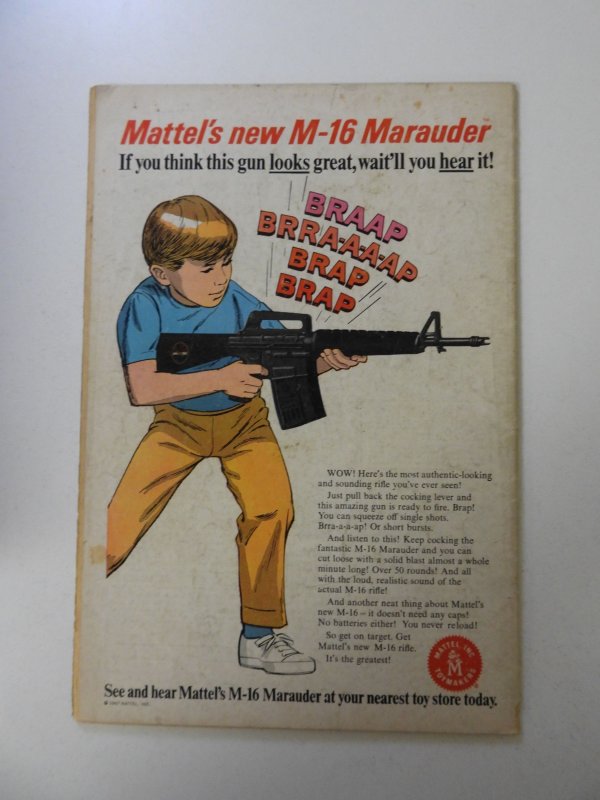 Mattel's new M-16 Marauder
If you think this gun looks great, wait'll you hear it!
BRAAP
BRRA-A-A-AP
BRAP
BRAP
WOW! Here's the most authentic-looking
and sounding rifle you've ever seen!
Just pull back the cocking lever and
this amazing gun is ready to fire. Brap!
You can squeeze off single shots.
Brra-a-a-ap! Or short bursts.
And listen to this! Keep cocking the
fantastic M-16 Marauder and you can
cut loose with a solid blast almost a whole
minute long! Over 50 rounds! And all
with the loud, realistic sound of the
actual M-16 rifle!
And another neat thing about Mattel's
new M-16 – it doesn't need any caps!
No batteries either! You never reload!
So get on target. Get
Mattel's new M-16 rifle.
It's the greatest!
MATTEL, INC.
M
TOYMAKERS
See and hear Mattel's M-16 Marauder at your nearest toy store today.
© 1967 MATTEL, INC.